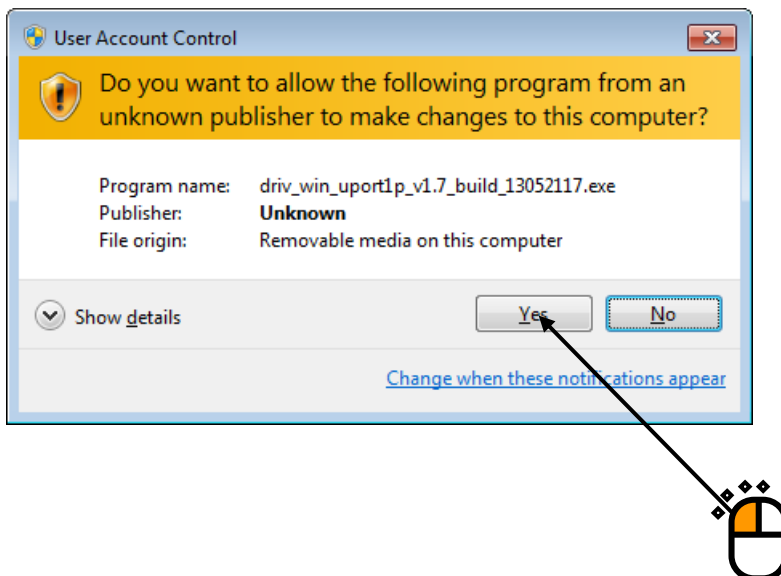 User Account Control
Do you want to allow the following program from an
unknown publisher to make changes to this computer?
Program name: driv_win_uport1p_v1.7_build_13052117.exe
Publisher: Unknown
File origin: Removable media on this computer
Show details Yes No
Change when these notifications appear